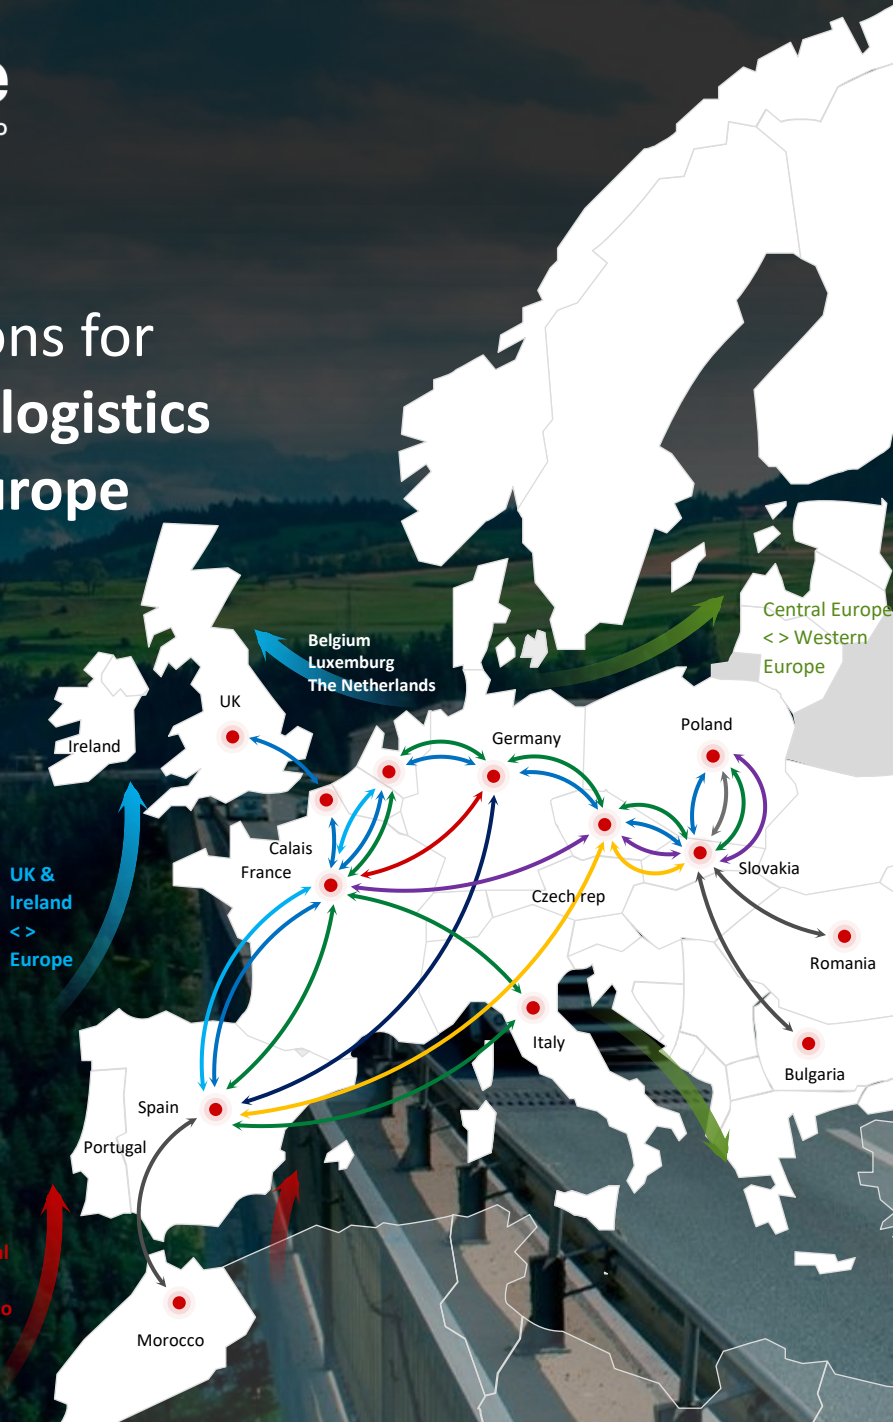 e
ons for
logistics
urope
Belgium
Luxemburg
The Netherlands
Central Europe
< > Western
Europe
UK
Ireland
Germany
Poland
Calais
France
Slovakia
Czech rep
UK &
Ireland
< >
Europe
Romania
Italy
Bulgaria
Spain
Portugal
Morocco